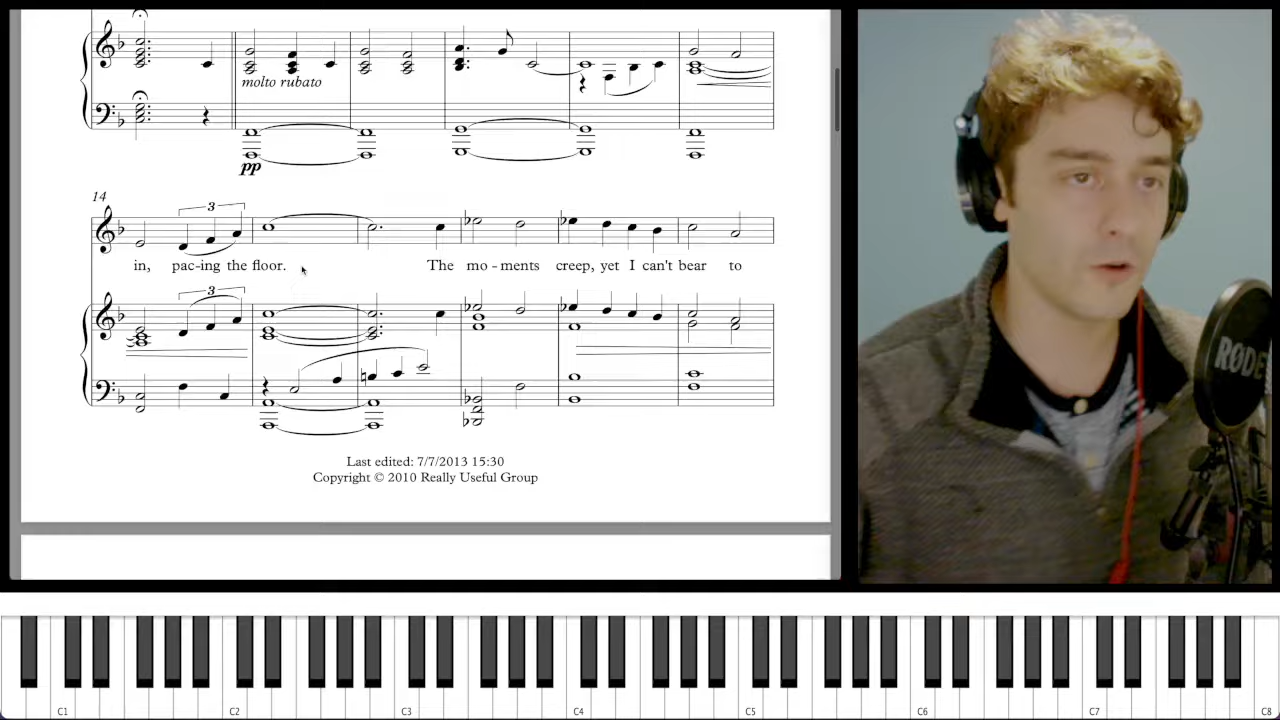 molto rubato
pp
14
3
in, pac-ing the floor. The mo-ments creep, yet I can't bear to
3
Last edited: 7/7/2013 15:30
Copyright © 2010 Really Useful Group
RØDE
C1 C2 C3 C4 C5 C6 C7 C8